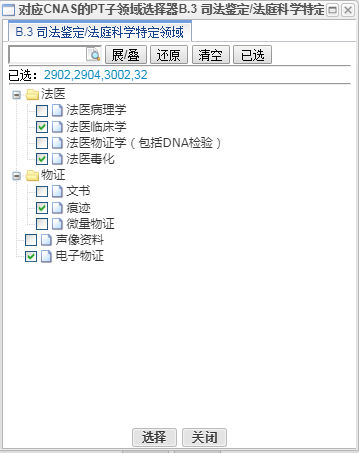 对应CNAS的PT子领域选择器B.3 司法鉴定/法庭科学特定
B.3 司法鉴定/法庭科学特定领域
展/叠 还原 清空 已选
已选：2902,2904,3002,32
法医
法医病理学
法医临床学
法医物证学（包括DNA检验）
法医毒化
物证
文书
痕迹
微量物证
声像资料
电子物证
选择 关闭